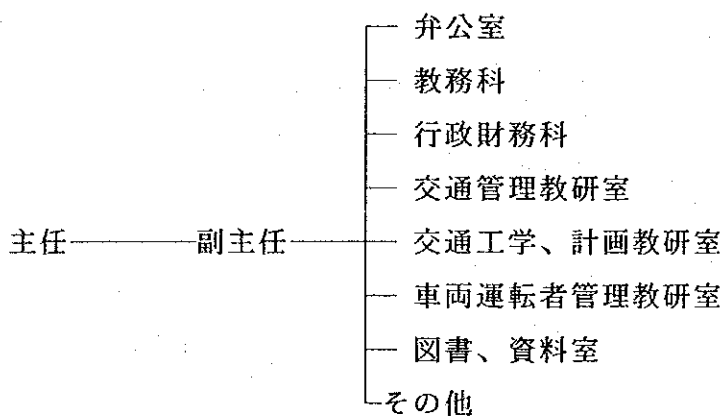 弁公室
教務科
行政財務科
交通管理教研室
主任 副主任 交通工学、計画教研室
車両運転者管理教研室
図書、資料室
その他